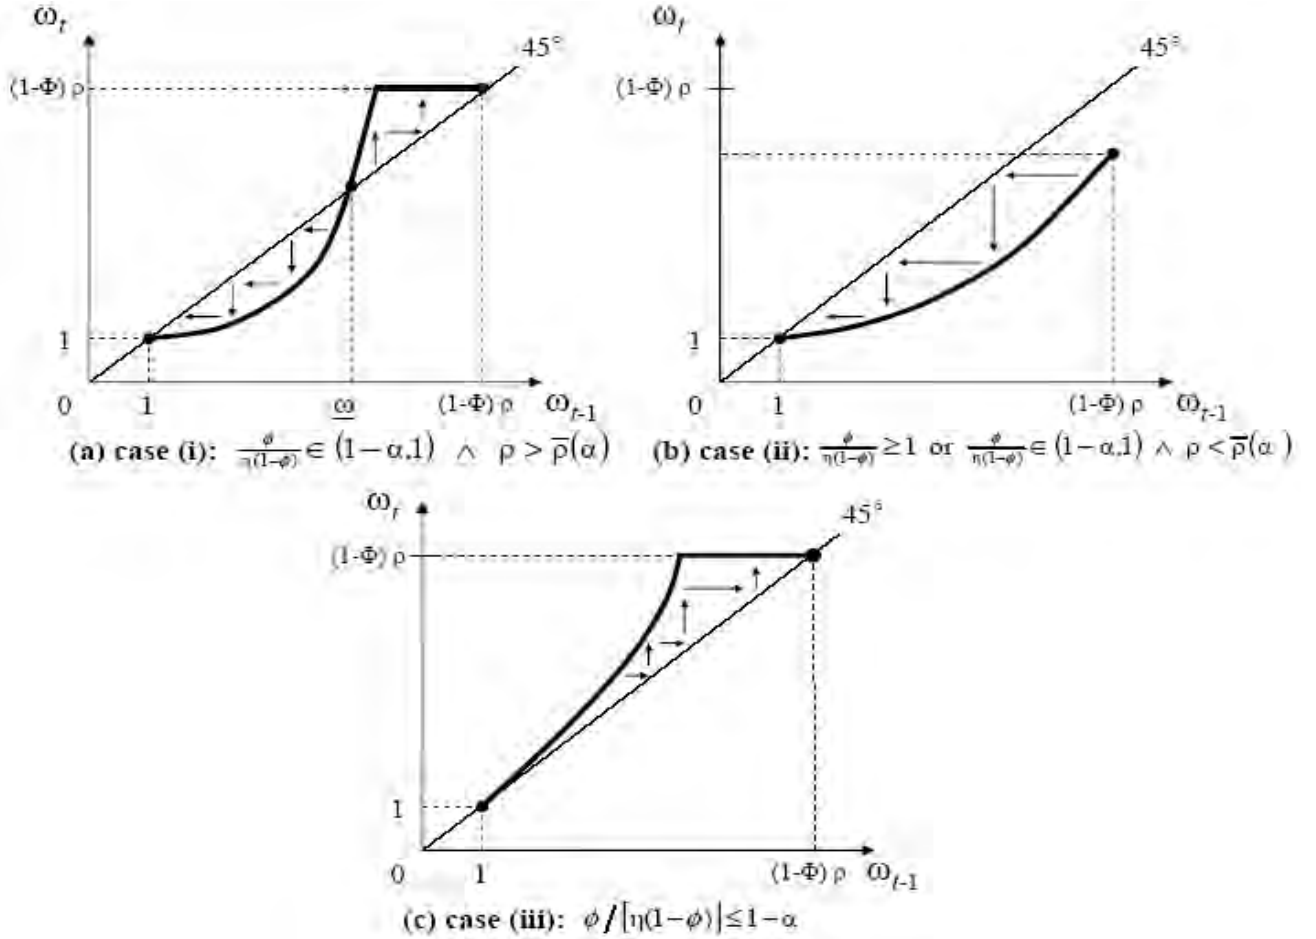 ω_t
45°
(1-Φ) ρ
1
0
1
ω
(1-Φ) ρ
ω_{t-1}
(a) case (i): φ/η(1-φ) ∈ (1-α,1) ∧ ρ > ρ̅(α)
ω_t
45°
(1-Φ) ρ
1
0
1
(1-Φ) ρ
ω_{t-1}
(b) case (ii): φ/η(1-φ) ≥ 1 or φ/η(1-φ) ∈ (1-α,1) ∧ ρ < ρ̅(α)
ω_t
45°
(1-Φ) ρ
1
0
1
(1-Φ) ρ
ω_{t-1}
(c) case (iii): φ/[η(1-φ)] ≤ 1-α